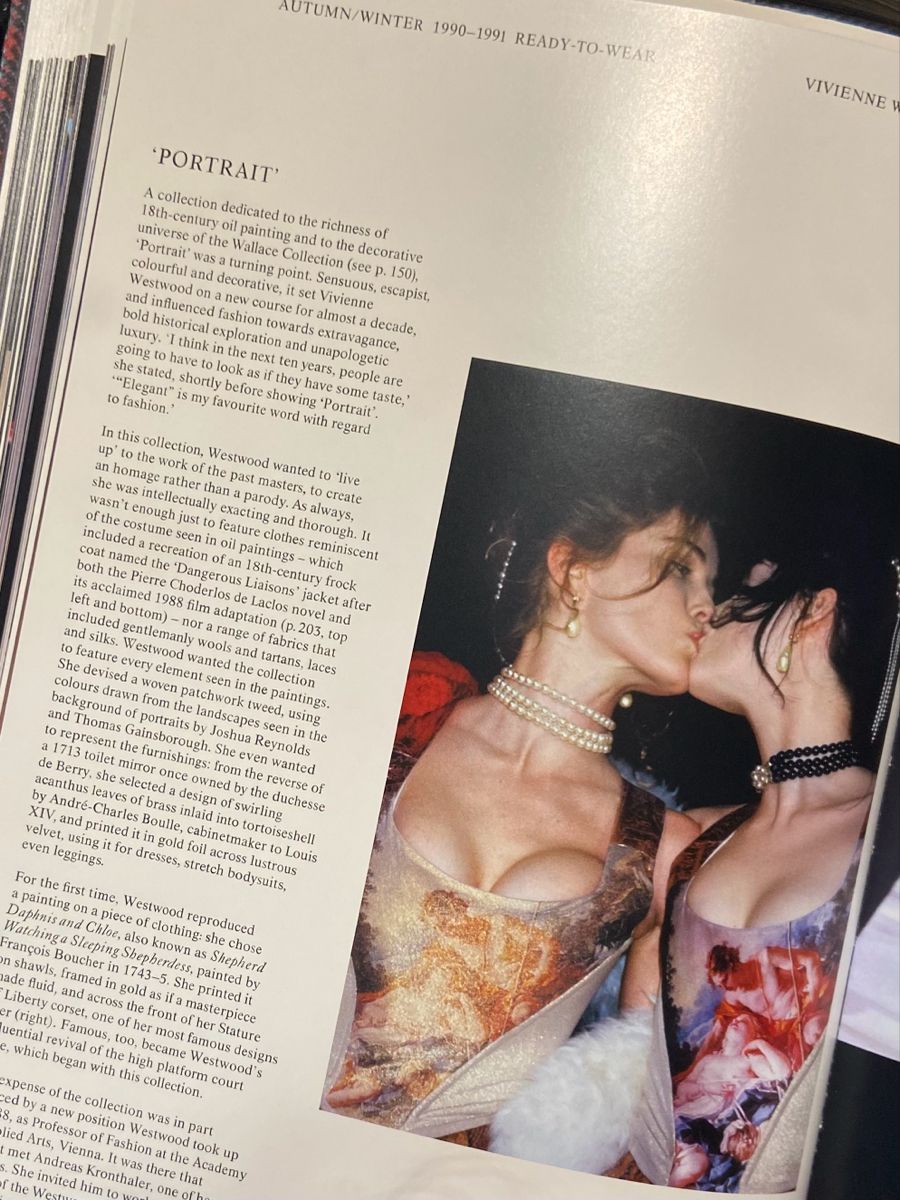 AUTUMN/WINTER 1990–1991 READY-TO-WEAR
VIVIENNE W
‘PORTRAIT’
A collection dedicated to the richness of
18th-century oil painting and to the decorative
universe of the Wallace Collection (see p. 150),
‘Portrait’ was a turning point. Sensuous, escapist,
colourful and decorative, it set Vivienne
Westwood on a new course for almost a decade,
and influenced fashion towards extravagance,
bold historical exploration and unapologetic
luxury. ‘I think in the next ten years, people are
going to have to look as if they have some taste,’
she stated, shortly before showing ‘Portrait’.
‘“Elegant” is my favourite word with regard
to fashion.’
In this collection, Westwood wanted to ‘live
up’ to the work of the past masters, to create
an homage rather than a parody. As always,
she was intellectually exacting and thorough. It
wasn’t enough just to feature clothes reminiscent
of the costume seen in oil paintings – which
included a recreation of an 18th-century frock
coat named the ‘Dangerous Liaisons’ jacket after
both the Pierre Choderlos de Laclos novel and
its acclaimed 1988 film adaptation (p. 203, top
left and bottom) – nor a range of fabrics that
included gentlemanly wools and tartans, laces
and silks. Westwood wanted the collection
to feature every element seen in the paintings.
She devised a woven patchwork tweed, using
colours drawn from the landscapes seen in the
background of portraits by Joshua Reynolds
and Thomas Gainsborough. She even wanted
to represent the furnishings: from the reverse of
a 1713 toilet mirror once owned by the duchesse
de Berry, she selected a design of swirling
acanthus leaves of brass inlaid into tortoiseshell
by André-Charles Boulle, cabinetmaker to Louis
XIV, and printed it in gold foil across lustrous
velvet, using it for dresses, stretch bodysuits,
even leggings.
For the first time, Westwood reproduced
a painting on a piece of clothing: she chose
Daphnis and Chloe, also known as Shepherd
Watching a Sleeping Shepherdess, painted by
François Boucher in 1743–5. She printed it
on shawls, framed in gold as if a masterpiece
made fluid, and across the front of her Stature
Liberty corset, one of her most famous designs
er (right). Famous, too, became Westwood’s
luential revival of the high platform court
e, which began with this collection.
expense of the collection was in part
ced by a new position Westwood took up
88, as Professor of Fashion at the Academy
plied Arts, Vienna. It was there that
t met Andreas Kronthaler, one of he
s. She invited him to work
of the Westw